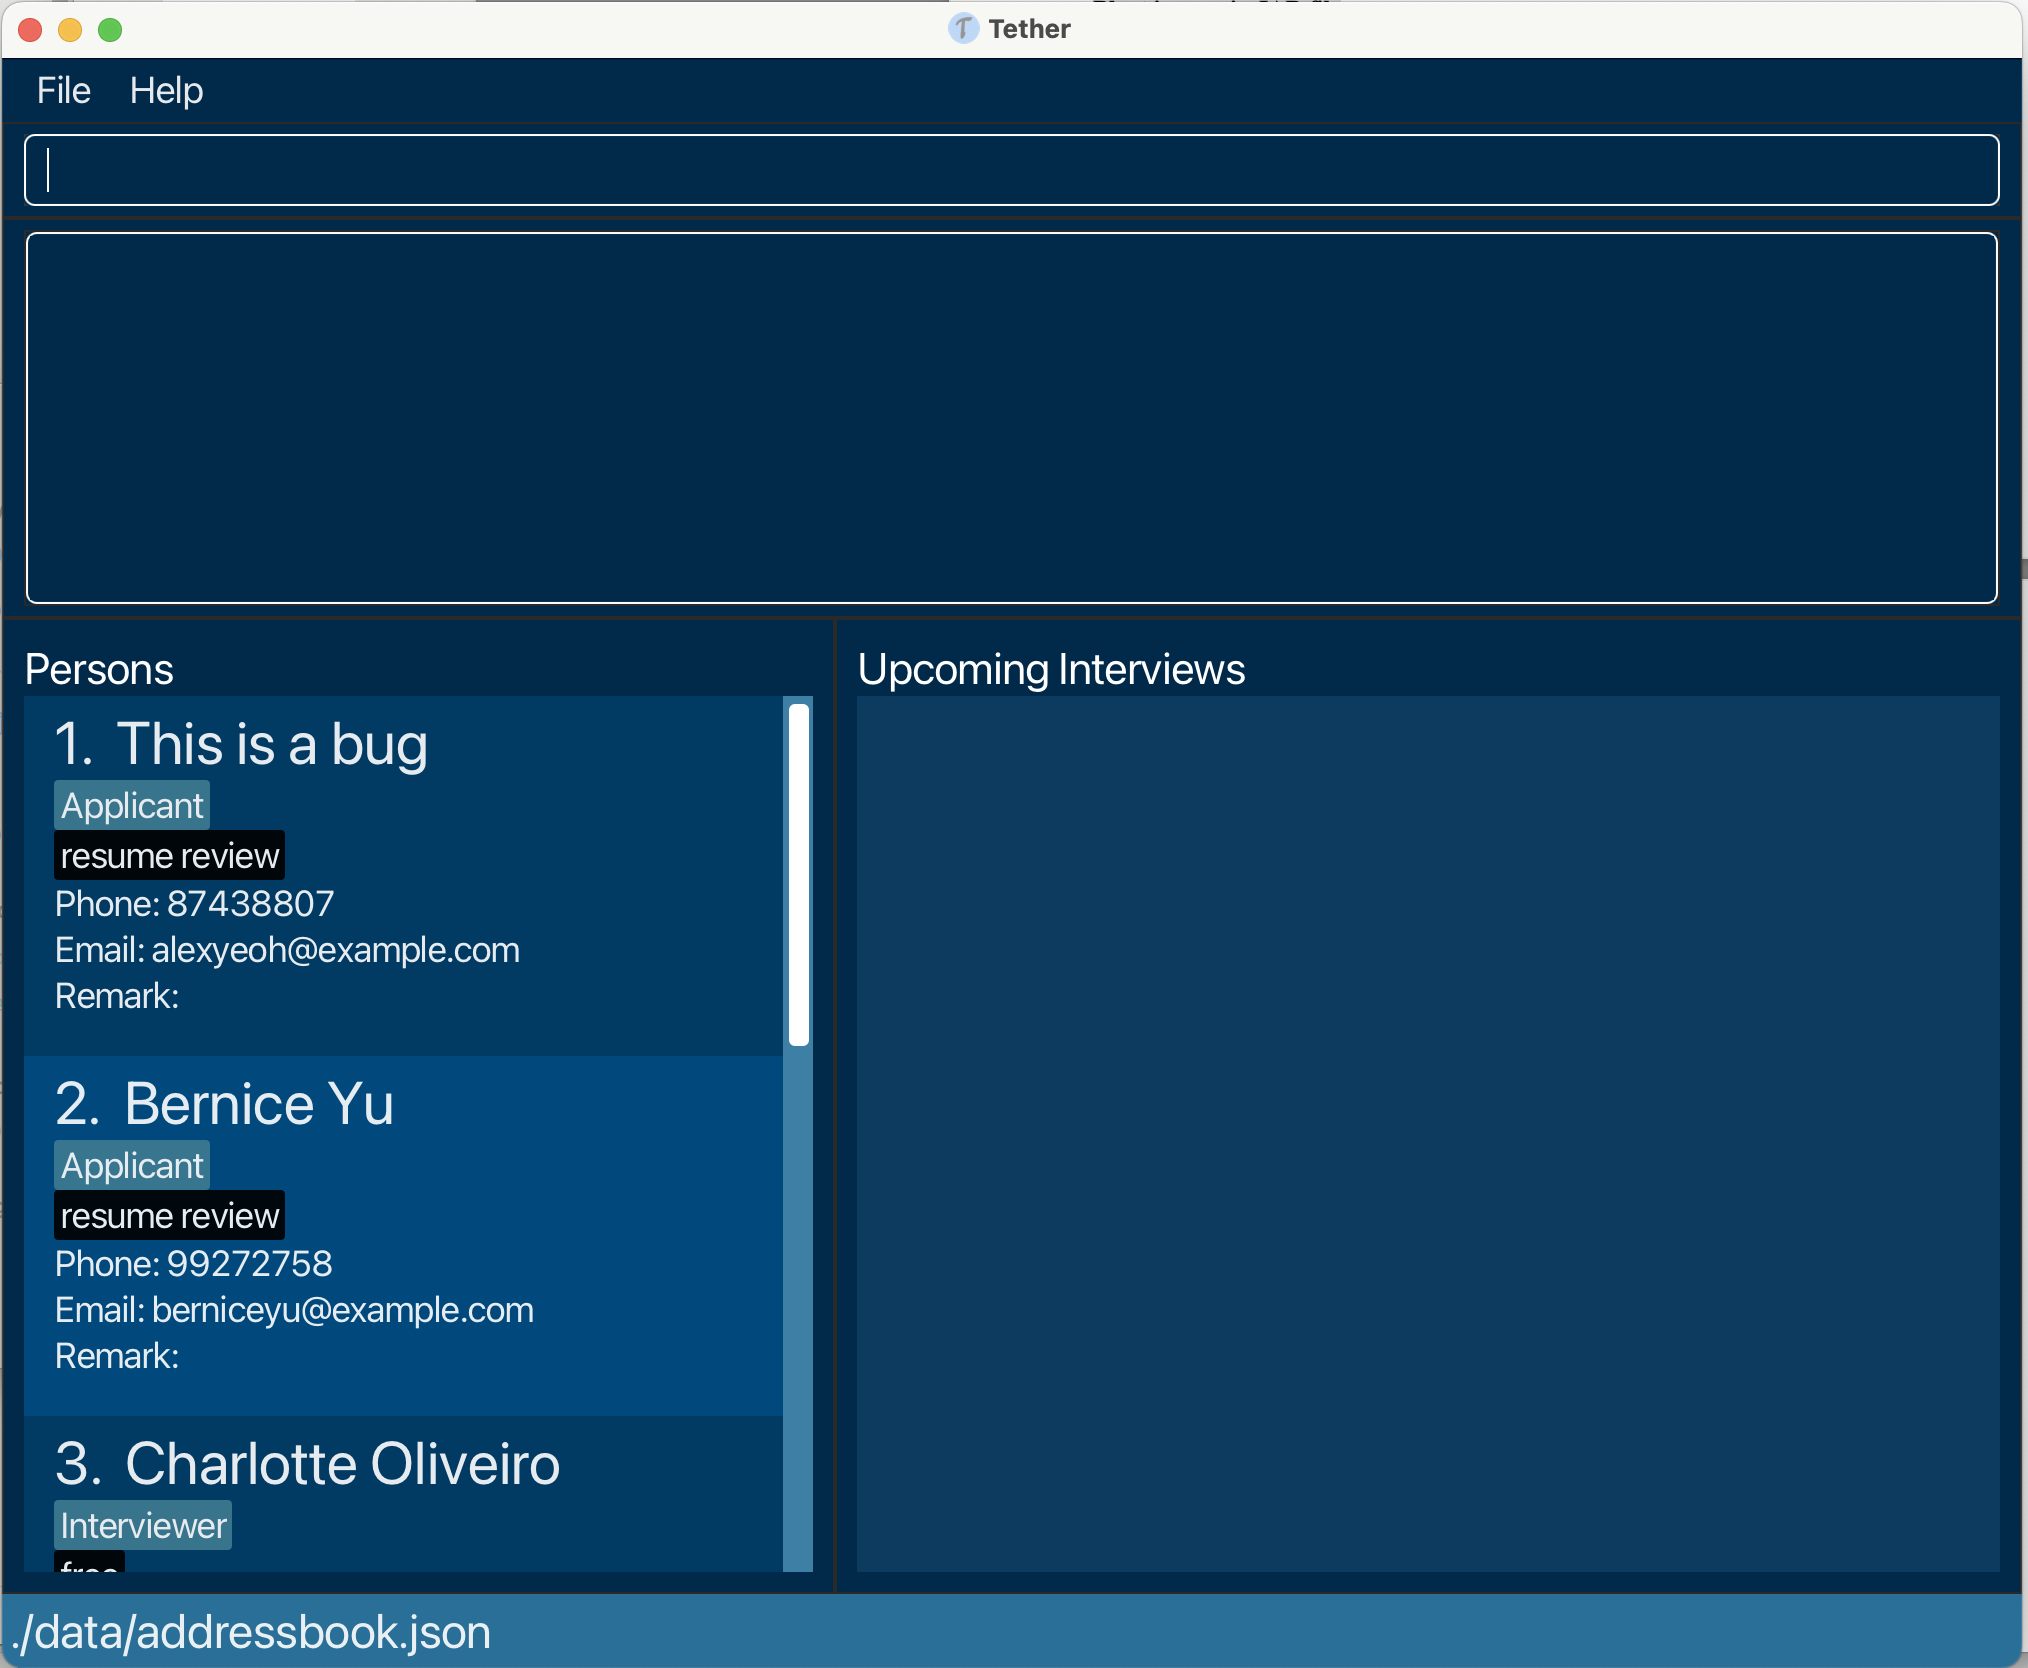 Tether
File Help
Persons
1. This is a bug
Applicant
resume review
Phone: 87438807
Email: alexyeoh@example.com
Remark:
2. Bernice Yu
Applicant
resume review
Phone: 99272758
Email: berniceyu@example.com
Remark:
3. Charlotte Oliveiro
Interviewer
free
Upcoming Interviews
./data/addressbook.json